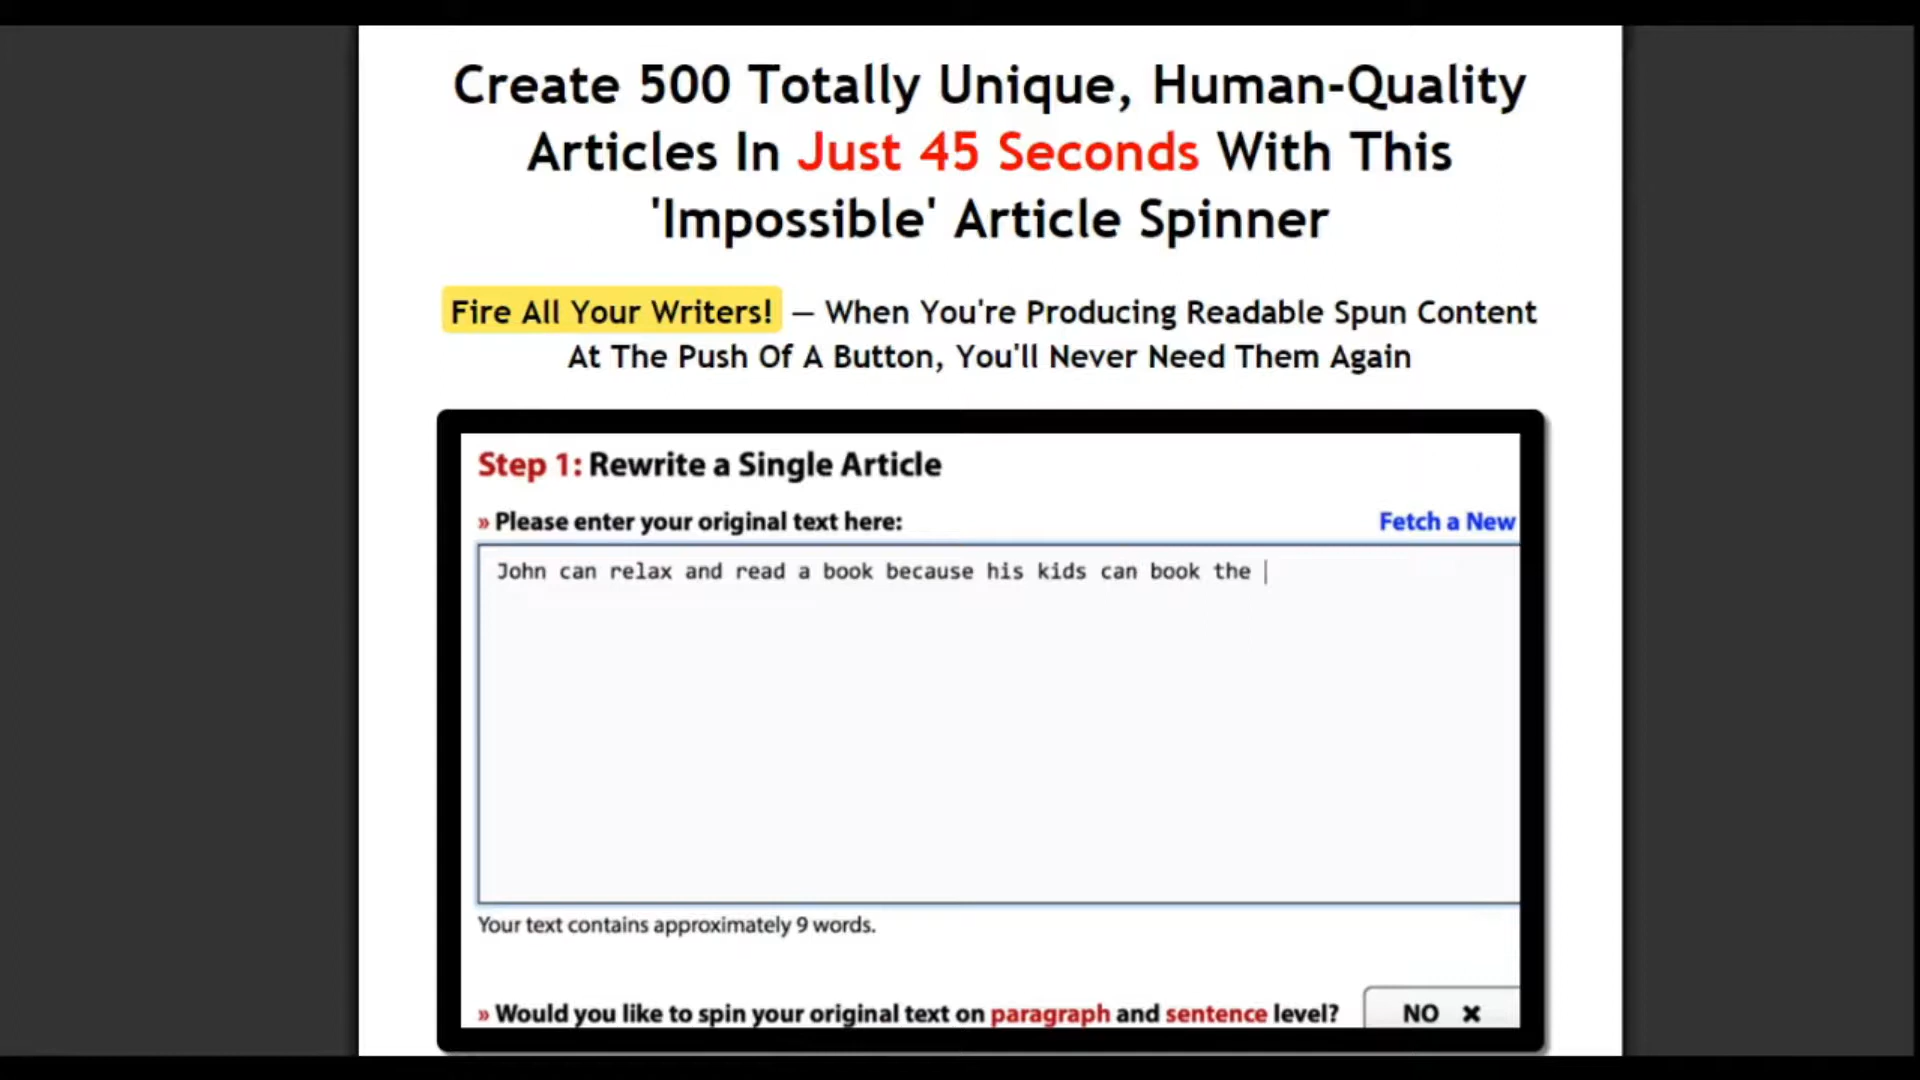 Create 500 Totally Unique, Human-Quality
Articles In Just 45 Seconds With This
'Impossible' Article Spinner
Fire All Your Writers! — When You're Producing Readable Spun Content
At The Push Of A Button, You'll Never Need Them Again
Step 1: Rewrite a Single Article
» Please enter your original text here: Fetch a New
John can relax and read a book because his kids can book the
Your text contains approximately 9 words.
» Would you like to spin your original text on paragraph and sentence level? NO ✖